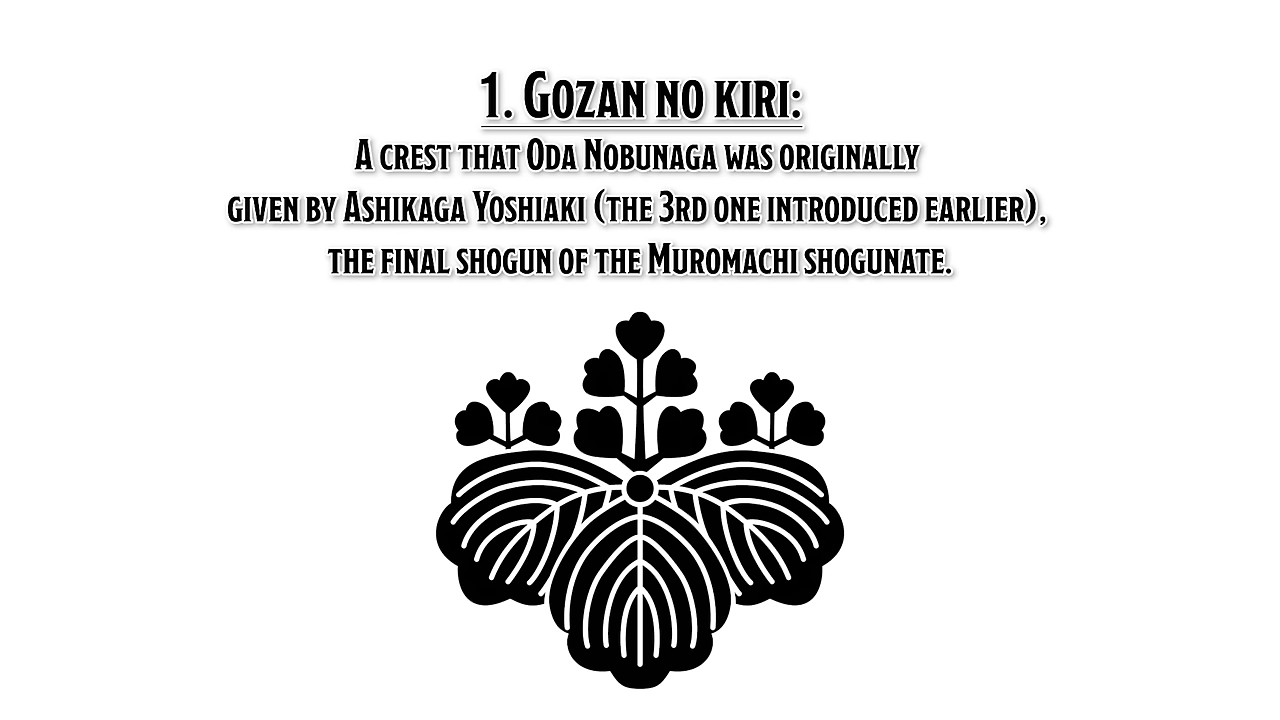 1. Gozan no kiri:
A crest that Oda Nobunaga was originally
given by Ashikaga Yoshiaki (the 3rd one introduced earlier),
the final shogun of the Muromachi shogunate.